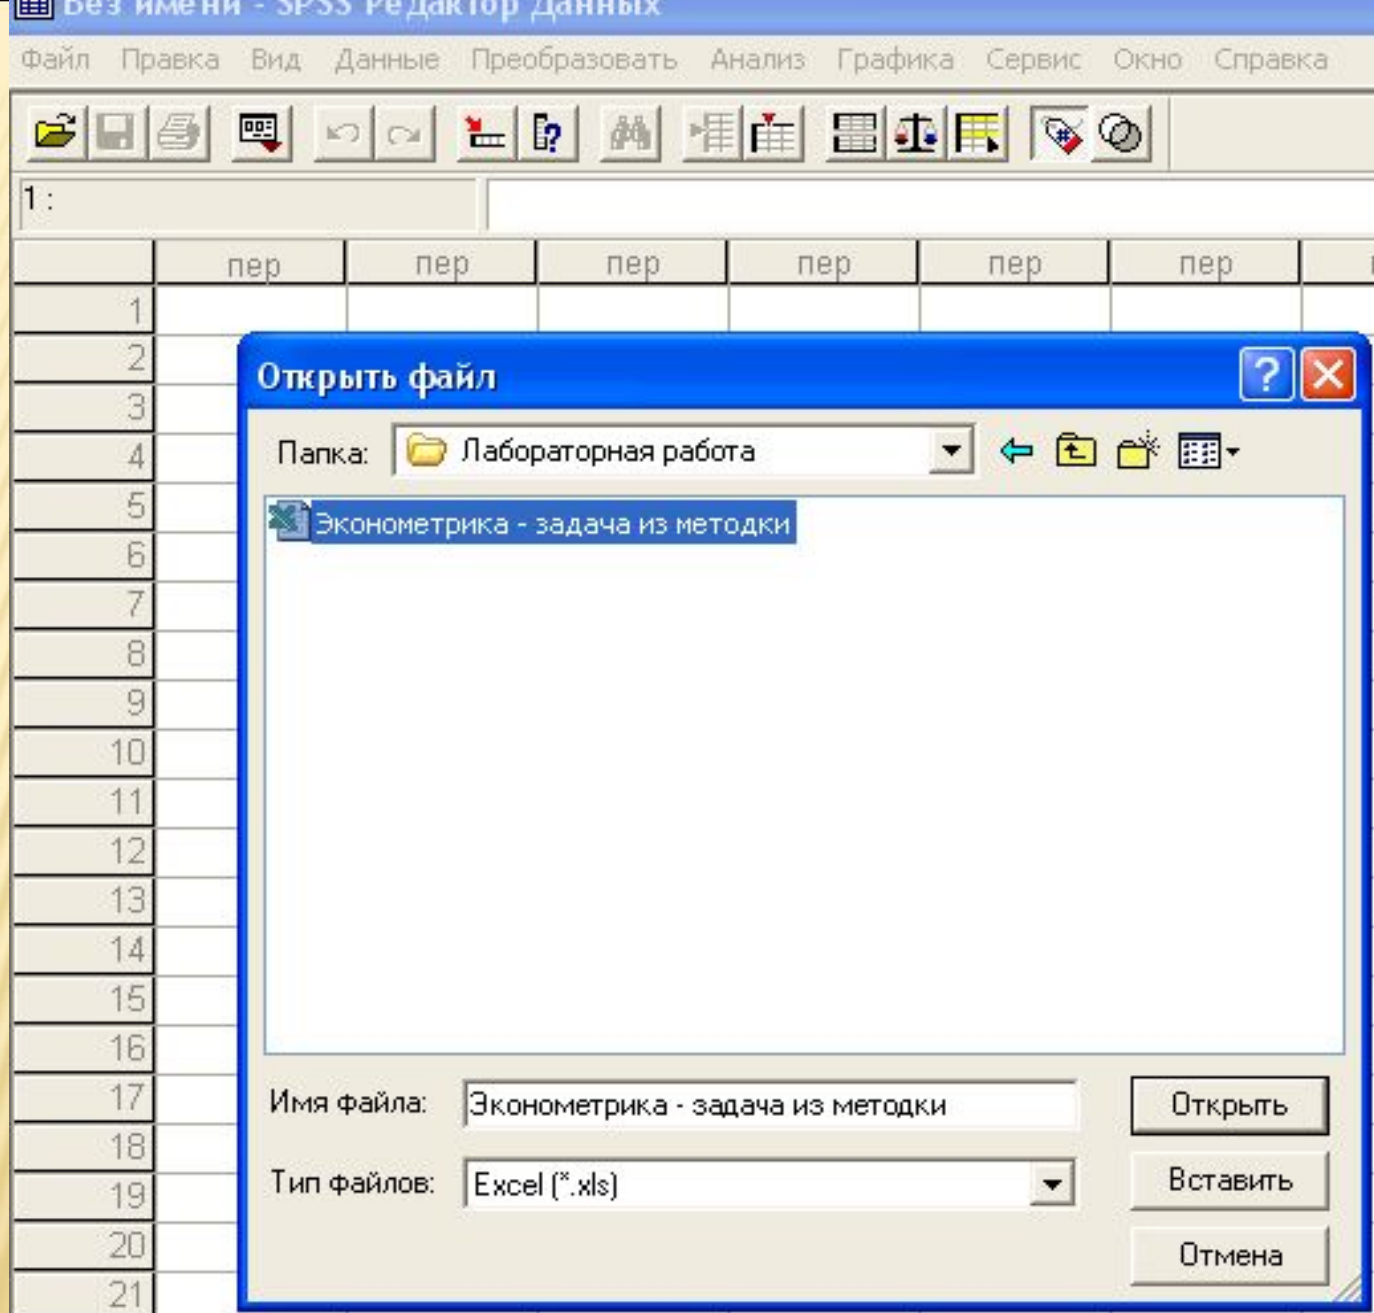 Без имени - SPSS Редактор Данных
Файл Правка Вид Данные Преобразовать Анализ Графика Сервис Окно Справка
1 :
пер пер пер пер пер пер
1
2
3
4
5
6
7
8
9
10
11
12
13
14
15
16
17
18
19
20
21
Открыть файл
Папка: Лабораторная работа
Эконометрика - задача из методки
Имя файла: Эконометрика - задача из методки
Открыть
Тип файлов: Excel (*.xls)
Вставить
Отмена